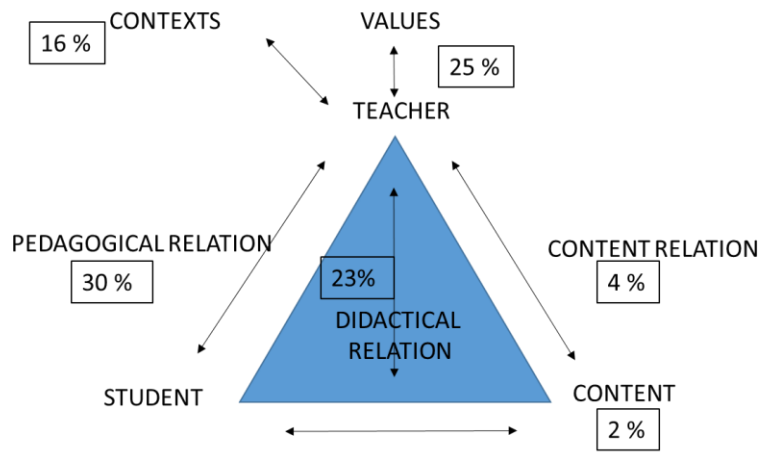 CONTEXTS
VALUES
16 %
25 %
TEACHER
PEDAGOGICAL RELATION
30 %
CONTENT RELATION
4 %
23%
DIDACTICAL
RELATION
STUDENT
CONTENT
2 %